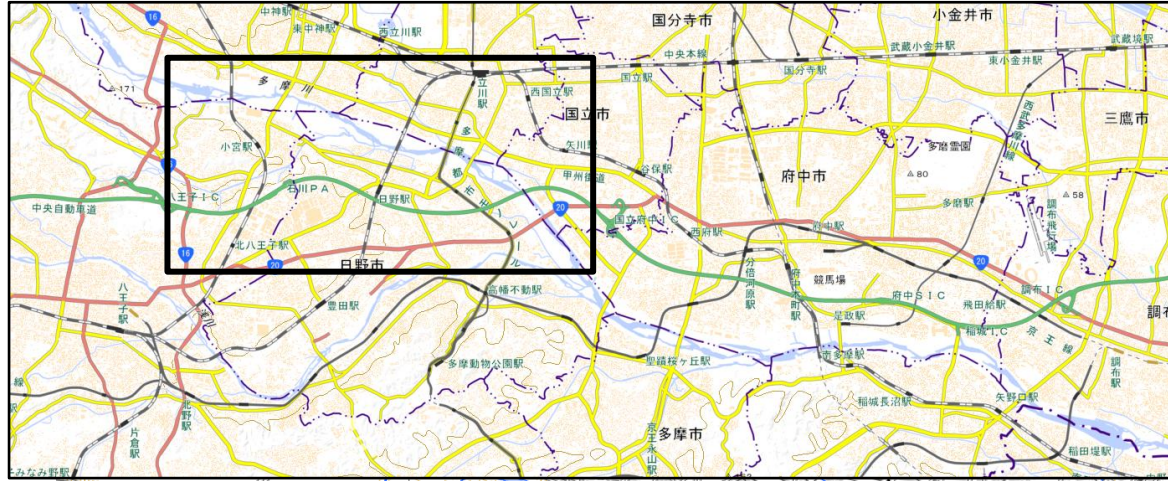 16
中神駅
東中神駅
西立川駅
国分寺市
小金井市
中央本線
武蔵小金井駅
武蔵境駅
東小金井駅
171
多摩川
立川駅
国立駅
国分寺駅
西国立駅
国立市
西武多摩川線
三鷹市
小宮駅
多摩都市モノレール
矢川駅
谷保駅
多磨霊園
府中市
80
58
八王子IC
石川PA
日野駅
甲州街道
多磨駅
調布飛行場
中央自動車道
20
国立府中IC
西府駅
府中駅
16
北八王子駅
20
日野市
分倍河原駅
府中本町駅
競馬場
20
八王子駅
浅川
豊田駅
高幡不動駅
府中SIC
飛田給駅
調布IC
是政駅
稲城IC
京王線
調布
多摩動物公園駅
聖蹟桜ヶ丘駅
南多摩駅
調布駅
線
北野駅
片倉駅
京王永山駅
多摩市
稲城長沼駅
矢野口駅
稲田堤駅
みなみ野駅